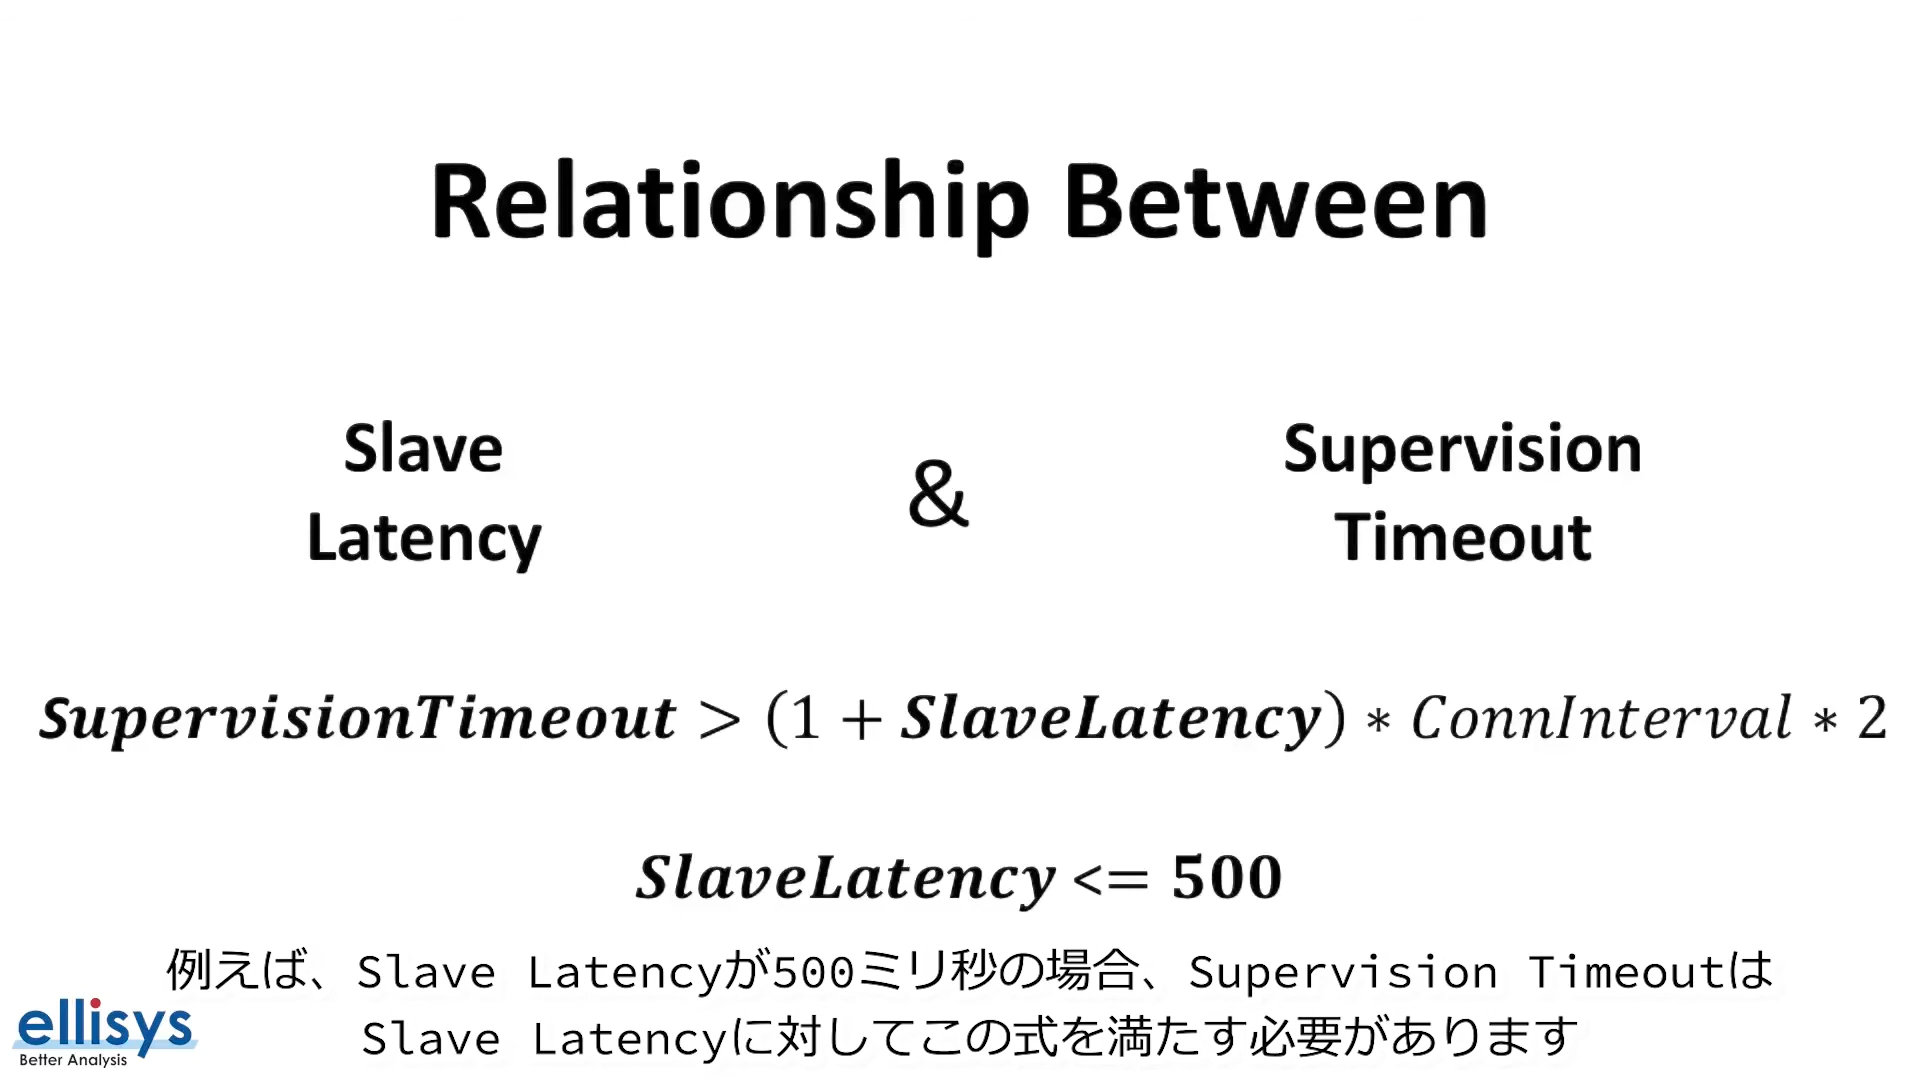 Relationship Between
Slave
Latency
&
Supervision
Timeout
SupervisionTimeout > (1 + SlaveLatency) * ConnInterval * 2
SlaveLatency <= 500
例えば、Slave Latencyが500ミリ秒の場合、Supervision Timeoutは
Slave Latencyに対してこの式を満たす必要があります
ellisys
Better Analysis